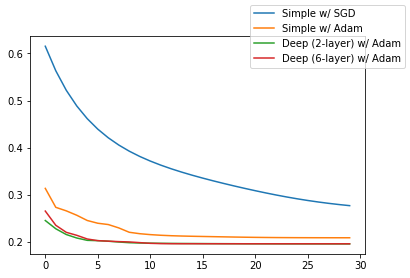 Simple w/ SGD
Simple w/ Adam
Deep (2-layer) w/ Adam
Deep (6-layer) w/ Adam
0.6
0.5
0.4
0.3
0.2
0 5 10 15 20 25 30